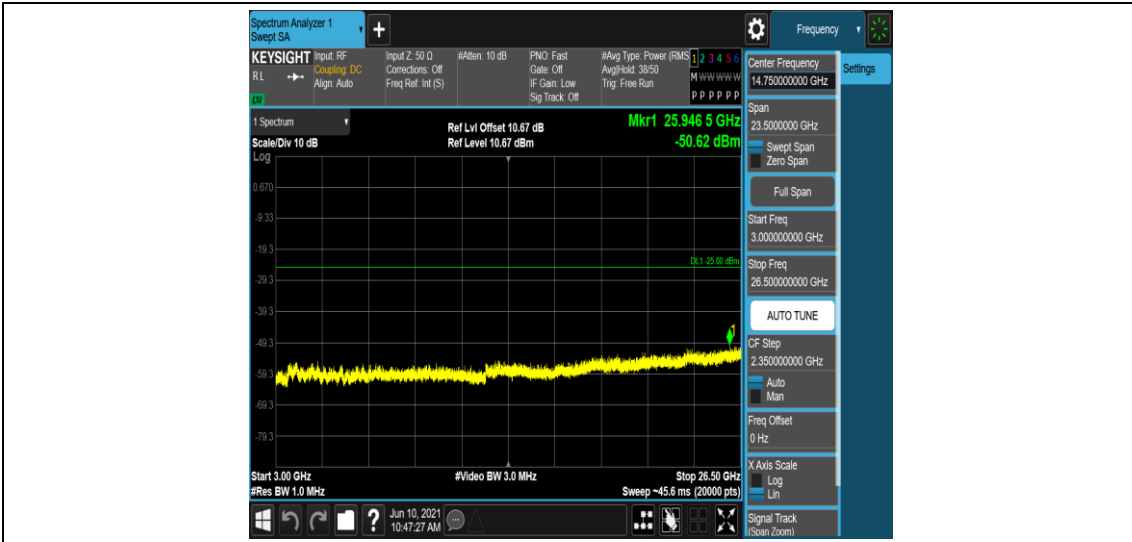 Spectrum Analyzer 1
Swept SA
+
Frequency
KEYSIGHT
RL
Input: RF
Coupling: DC
Align: Auto
Input Z: 50 Ω
Corrections: Off
Freq Ref: Int (S)
#Atten: 10 dB
PNO: Fast
Gate: Off
IF Gain: Low
Sig Track: Off
#Avg Type: Power (RMS
Avg|Hold: 38/50
Trig: Free Run
1 2 3 4 5 6
M W W W W W
P P P P P P
1 Spectrum
Scale/Div 10 dB
Log
Ref Lvl Offset 10.67 dB
Ref Level 10.67 dBm
Mkr1 25.946 5 GHz
-50.62 dBm
0.670
-9.33
-19.3
DL1 -25.00 dBm
-29.3
-39.3
1
-49.3
-59.3
-69.3
-79.3
Start 3.00 GHz
#Res BW 1.0 MHz
#Video BW 3.0 MHz
Stop 26.50 GHz
Sweep ~45.6 ms (20000 pts)
Center Frequency
14.750000000 GHz
Settings
Span
23.5000000 GHz
Swept Span
Zero Span
Full Span
Start Freq
3.000000000 GHz
Stop Freq
26.500000000 GHz
AUTO TUNE
CF Step
2.350000000 GHz
Auto
Man
Freq Offset
0 Hz
X Axis Scale
Log
Lin
Signal Track
(Span Zoom)
?
Jun 10, 2021
10:47:27 AM